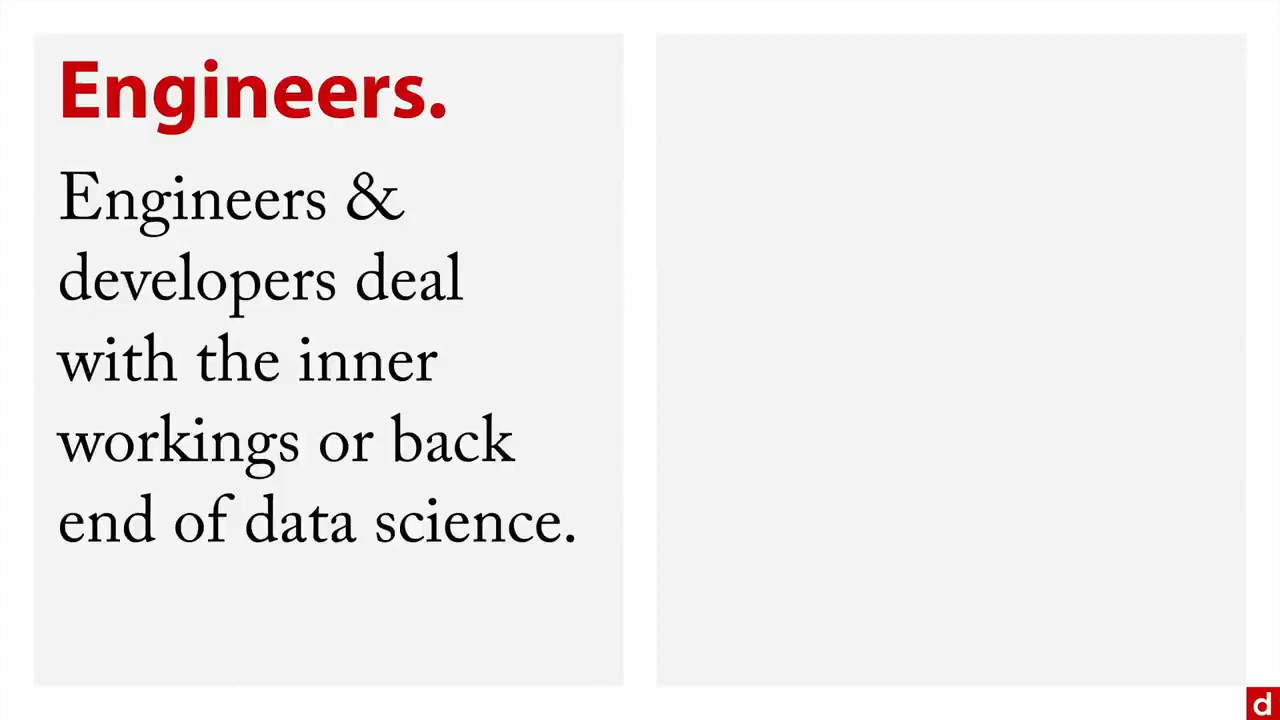 Engineers.
Engineers &
developers deal
with the inner
workings or back
end of data science.
d